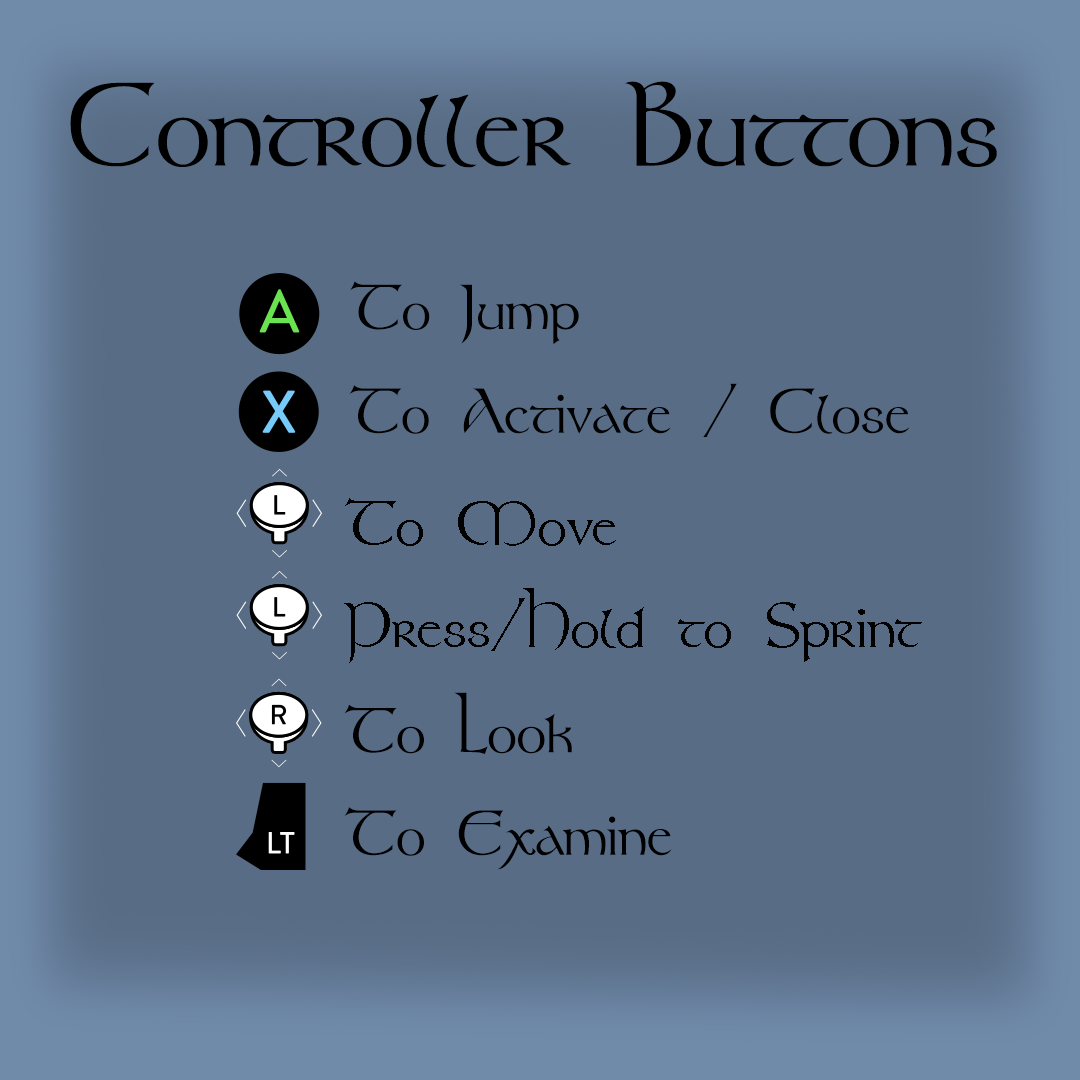 Controller Buttons
A To Jump
X To Activate / Close
L To Move
L Press/Hold to Sprint
R To Look
LT To Examine